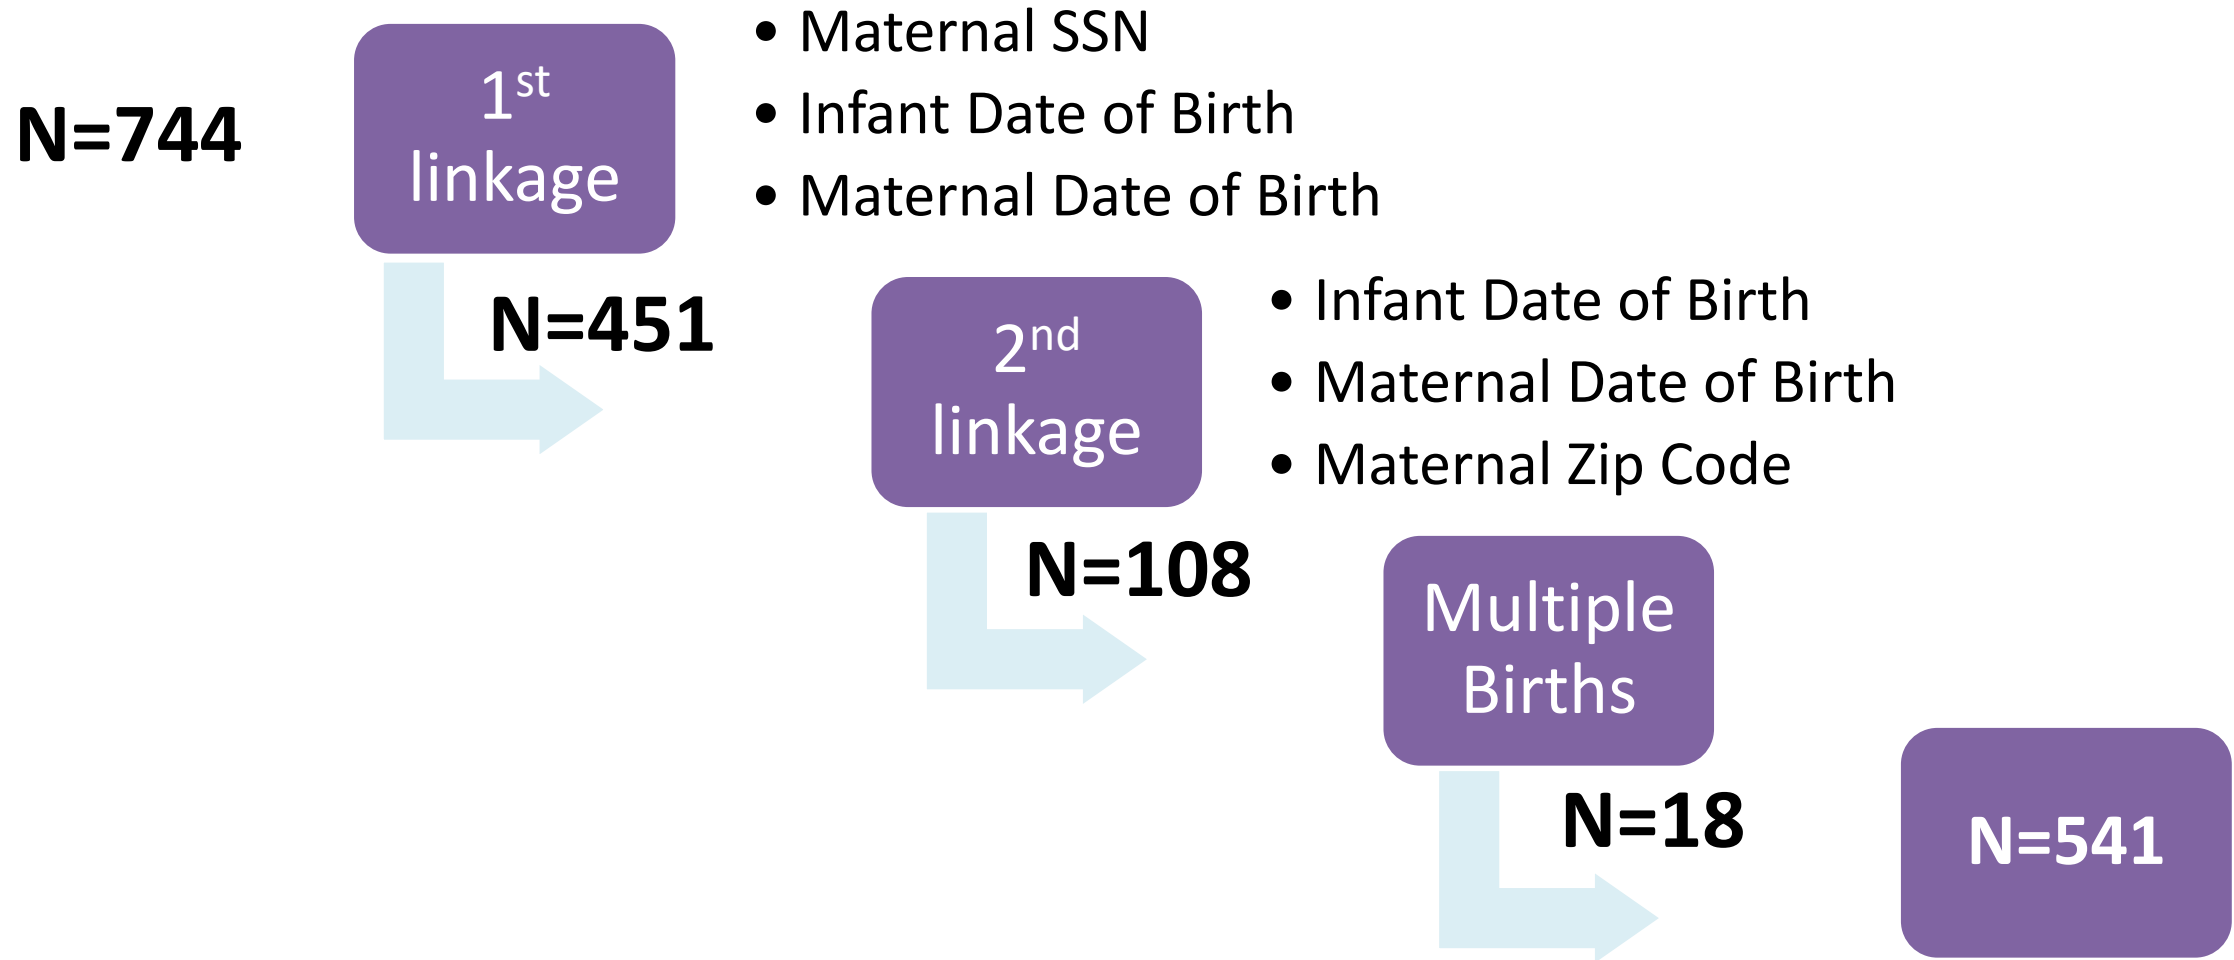 N=744
1st
linkage
• Maternal SSN
• Infant Date of Birth
• Maternal Date of Birth
N=451
2nd
linkage
• Infant Date of Birth
• Maternal Date of Birth
• Maternal Zip Code
N=108
Multiple
Births
N=18
N=541